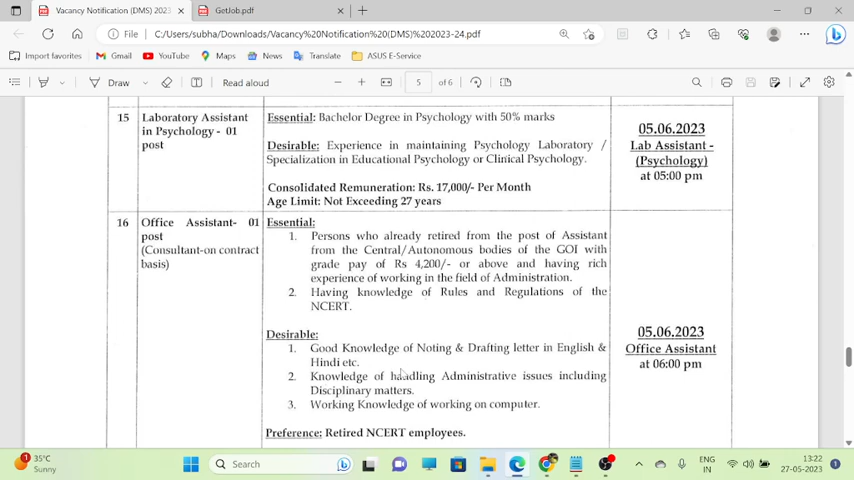 Vacancy Notification (DMS) 2023
GetJob.pdf
File
C:/Users/subha/Downloads/Vacancy%20Notification%20(DMS)%202023-24.pdf
Import favorites
Gmail
YouTube
Maps
News
Translate
ASUS E-Service
Draw
Read aloud
5
of 6
15
Laboratory Assistant
in Psychology - 01
post
Essential: Bachelor Degree in Psychology with 50% marks
Desirable: Experience in maintaining Psychology Laboratory /
Specialization in Educational Psychology or Clinical Psychology.
Consolidated Remuneration: Rs. 17,000/- Per Month
Age Limit: Not Exceeding 27 years
05.06.2023
Lab Assistant -
(Psychology)
at 05:00 pm
16
Office Assistant- 01
post
(Consultant-on contract
basis)
Essential:
1. Persons who already retired from the post of Assistant
from the Central/Autonomous bodies of the GOI with
grade pay of Rs 4,200/- or above and having rich
experience of working in the field of Administration.
2. Having knowledge of Rules and Regulations of the
NCERT.
Desirable:
1. Good Knowledge of Noting & Drafting letter in English &
Hindi etc.
2. Knowledge of handling Administrative issues including
Disciplinary matters.
3. Working Knowledge of working on computer.
Preference: Retired NCERT employees.
05.06.2023
Office Assistant
at 06:00 pm
35°C
Sunny
Search
ENG
IN
13:22
27-05-2023